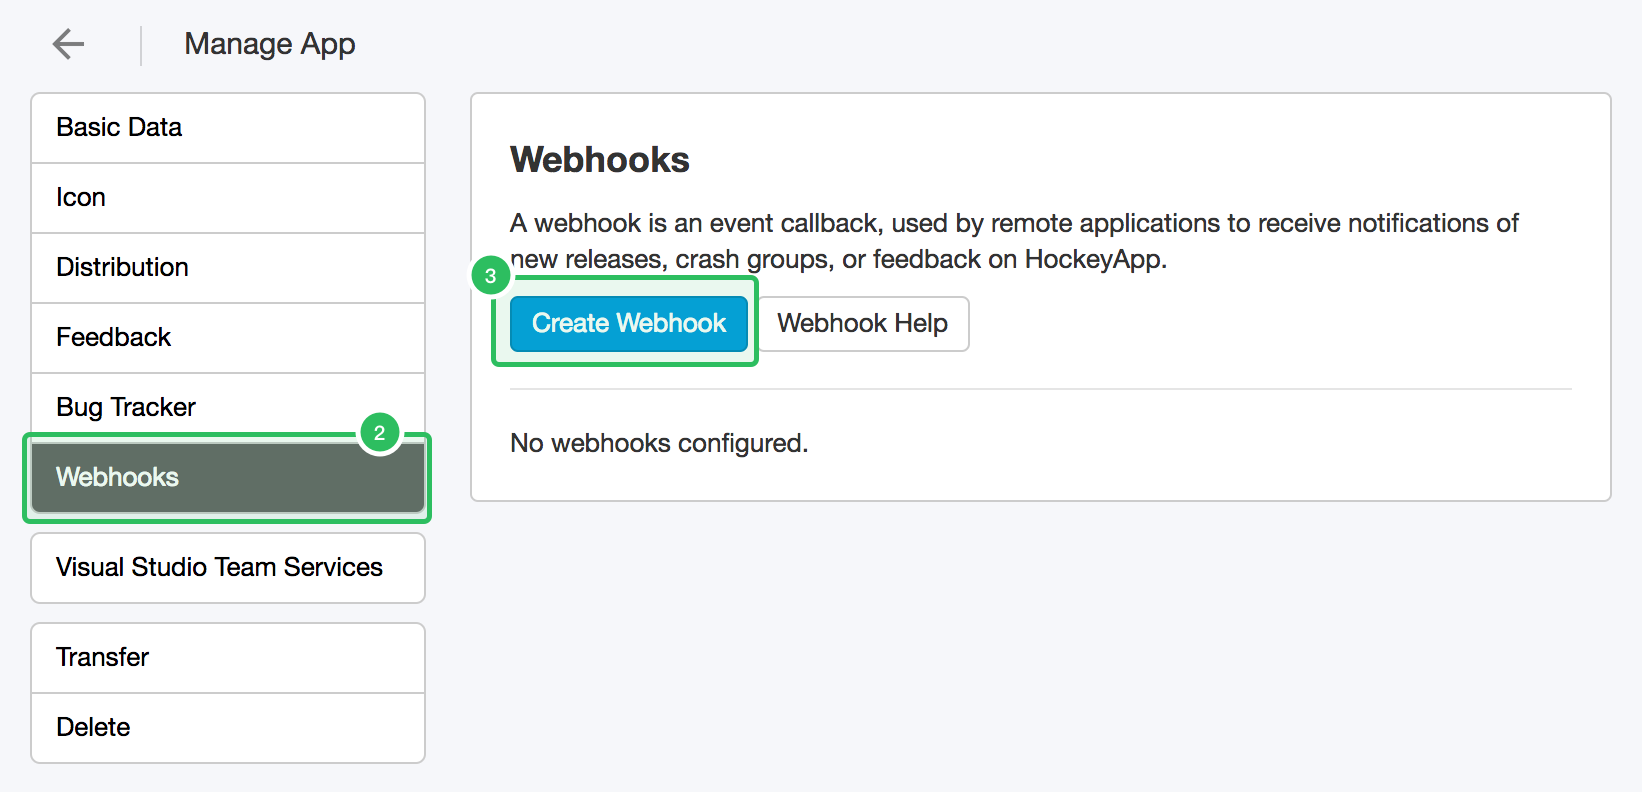 Manage App
Basic Data
Icon
Distribution
Feedback
Bug Tracker
2
Webhooks
Visual Studio Team Services
Transfer
Delete
Webhooks
A webhook is an event callback, used by remote applications to receive notifications of
new releases, crash groups, or feedback on HockeyApp.
3
Create Webhook
Webhook Help
No webhooks configured.